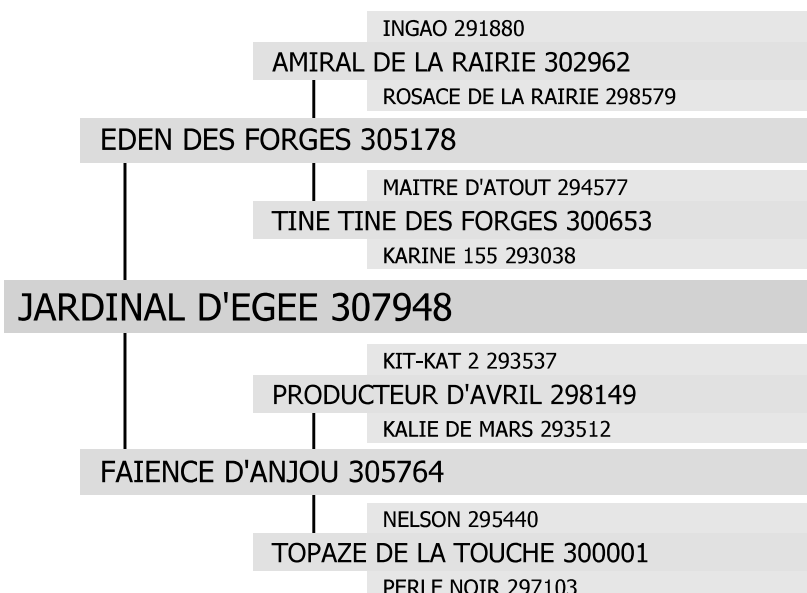 INGAO 291880
AMIRAL DE LA RAIRIE 302962
ROSACE DE LA RAIRIE 298579
EDEN DES FORGES 305178
MAITRE D'ATOUT 294577
TINE TINE DES FORGES 300653
KARINE 155 293038
JARDINAL D'EGEE 307948
KIT-KAT 2 293537
PRODUCTEUR D'AVRIL 298149
KALIE DE MARS 293512
FAIENCE D'ANJOU 305764
NELSON 295440
TOPAZE DE LA TOUCHE 300001
PERLE NOIR 297103